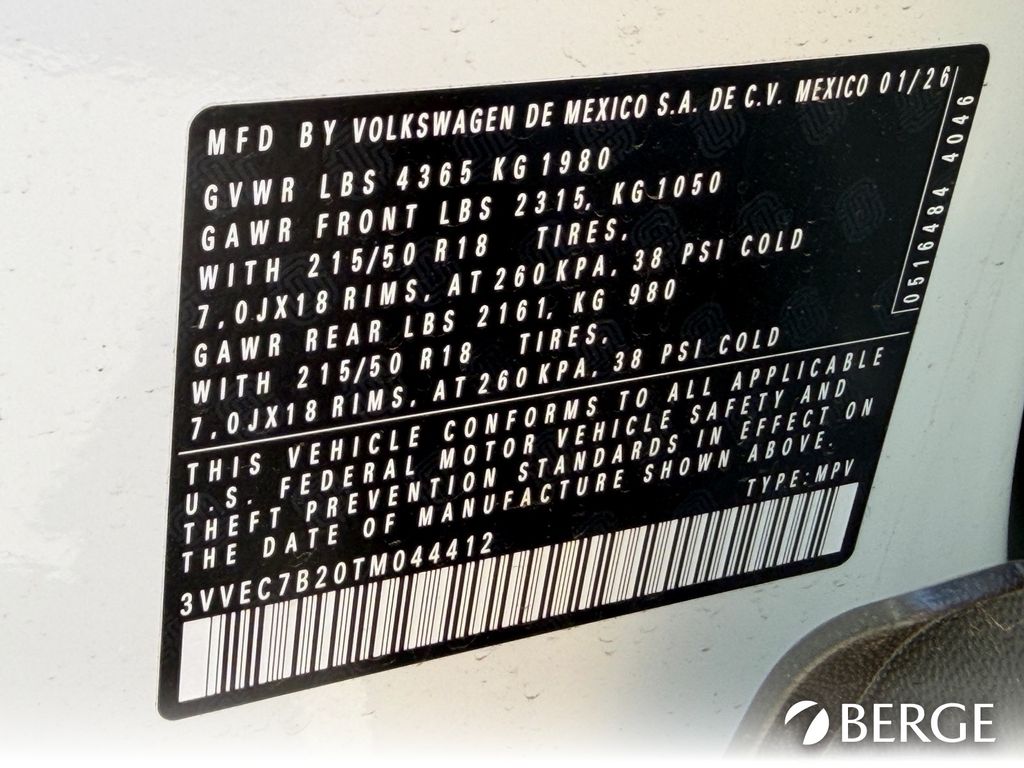 MFD BY VOLKSWAGEN DE MEXICO S.A. DE C.V. MEXICO 01/26
GVWR LBS 4365 KG 1980
GAWR FRONT LBS 2315, KG 1050
WITH 215/50 R18 TIRES,
7,0JX18 RIMS, AT 260 KPA, 38 PSI COLD
GAWR REAR LBS 2161, KG 980
WITH 215/50 R18 TIRES,
7,0JX18 RIMS, AT 260 KPA, 38 PSI COLD
0516484 4046
THIS VEHICLE CONFORMS TO ALL APPLICABLE
U.S. FEDERAL MOTOR VEHICLE SAFETY AND
THEFT PREVENTION STANDARDS IN EFFECT ON
THE DATE OF MANUFACTURE SHOWN ABOVE.
3VVEC7B20TM044412 TYPE: MPV
BERGE